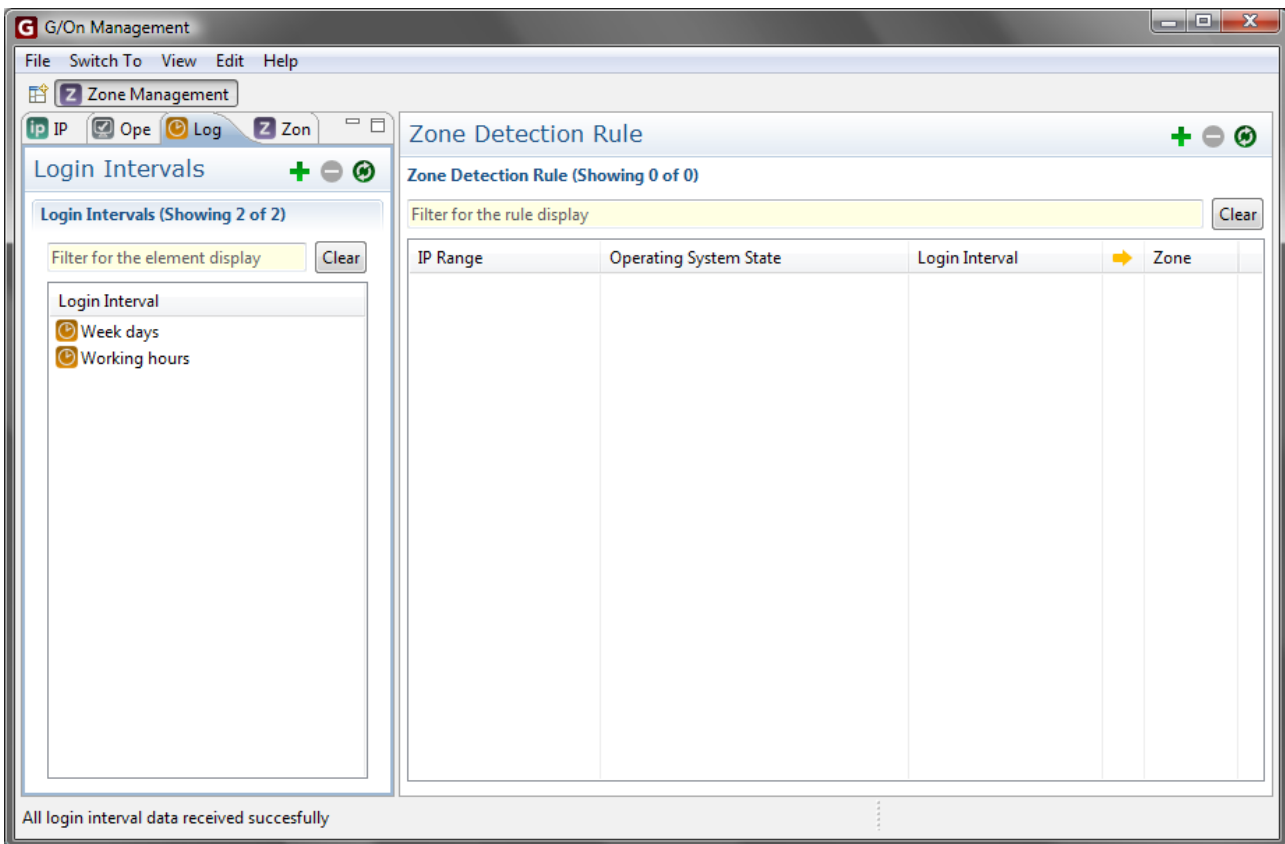 G G/On Management
File Switch To View Edit Help
Z Zone Management
ip IP Ope Log Z Zon
Login Intervals
Login Intervals (Showing 2 of 2)
Filter for the element display Clear
Login Interval
Week days
Working hours
Zone Detection Rule
Zone Detection Rule (Showing 0 of 0)
Filter for the rule display Clear
IP Range Operating System State Login Interval Zone
All login interval data received succesfully